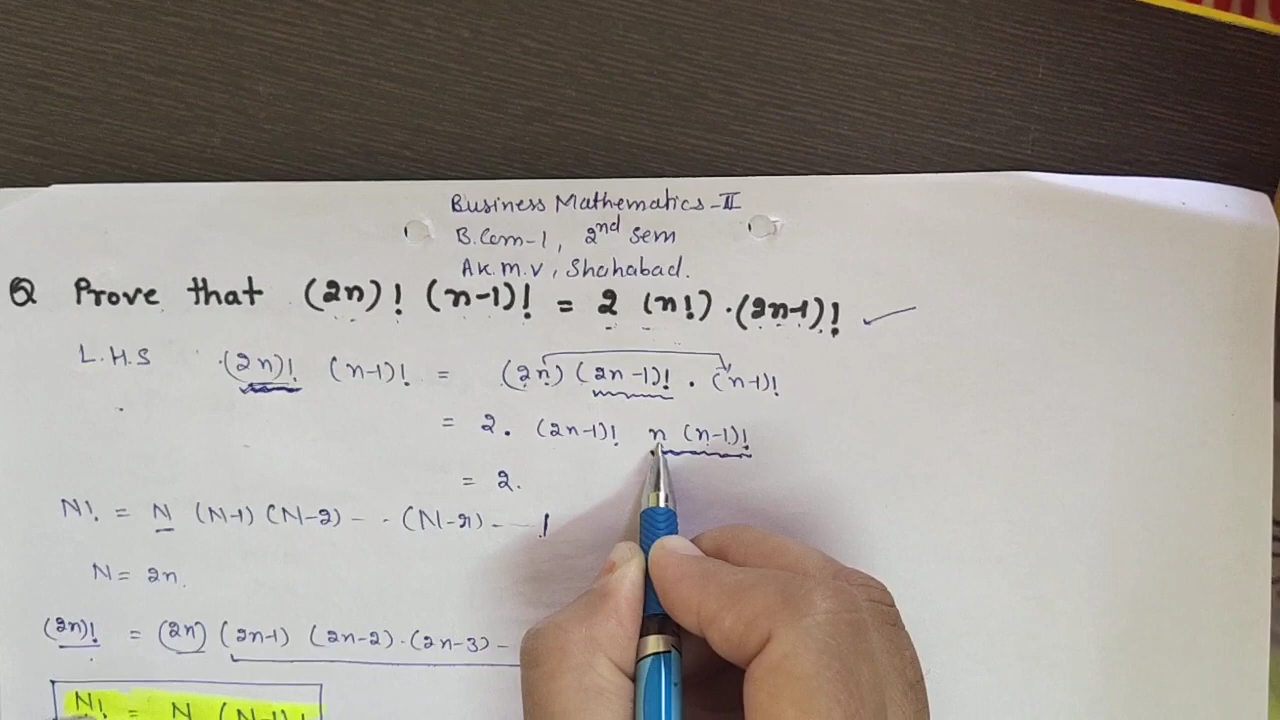 Business Mathematics-II
B.Com-1, 2nd Sem
AK.M.V, Shahabad.
Q Prove that (2n)! (n-1)! = 2 (n!) . (2n-1)!
L.H.S (2n)! (n-1)! = (2n) (2n-1)! . (n-1)!
= 2. (2n-1)! n (n-1)!
= 2.
N! = N (N-1) (N-2) - - (N-r) - - 1
N = 2n.
(2n)! = (2n) (2n-1) (2n-2) . (2n-3) -
N! = N (N-1)!